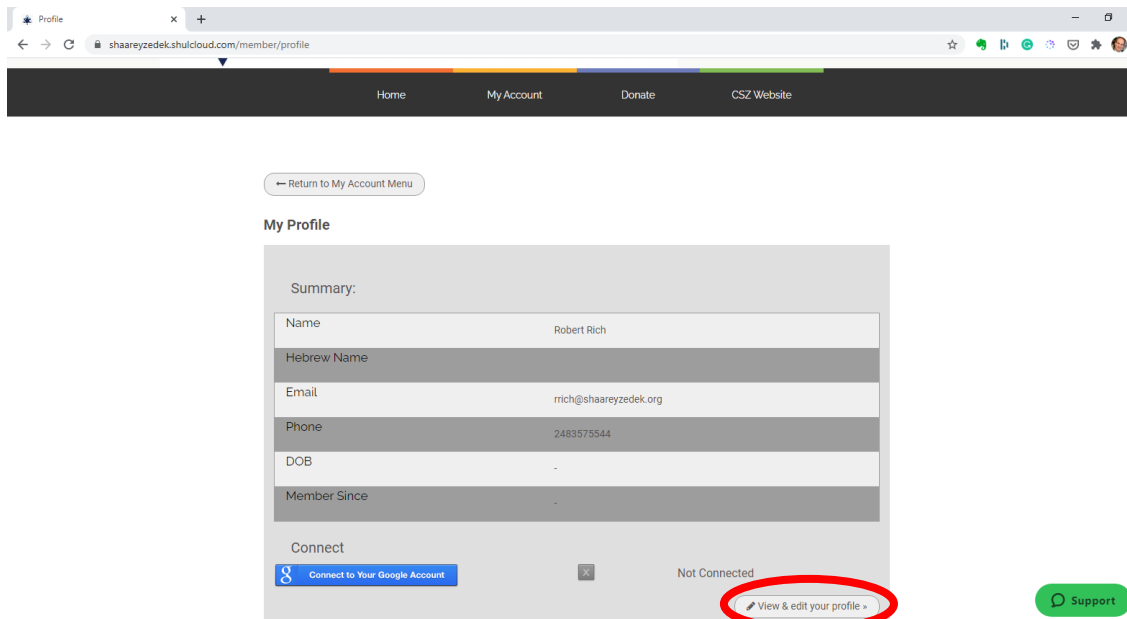 Profile
shaareyzedek.shulcloud.com/member/profile
Home My Account Donate CSZ Website
← Return to My Account Menu
My Profile
Summary:
Name Robert Rich
Hebrew Name
Email rrich@shaareyzedek.org
Phone 2483575544
DOB -
Member Since -
Connect
8 Connect to Your Google Account X Not Connected
View & edit your profile »
Support